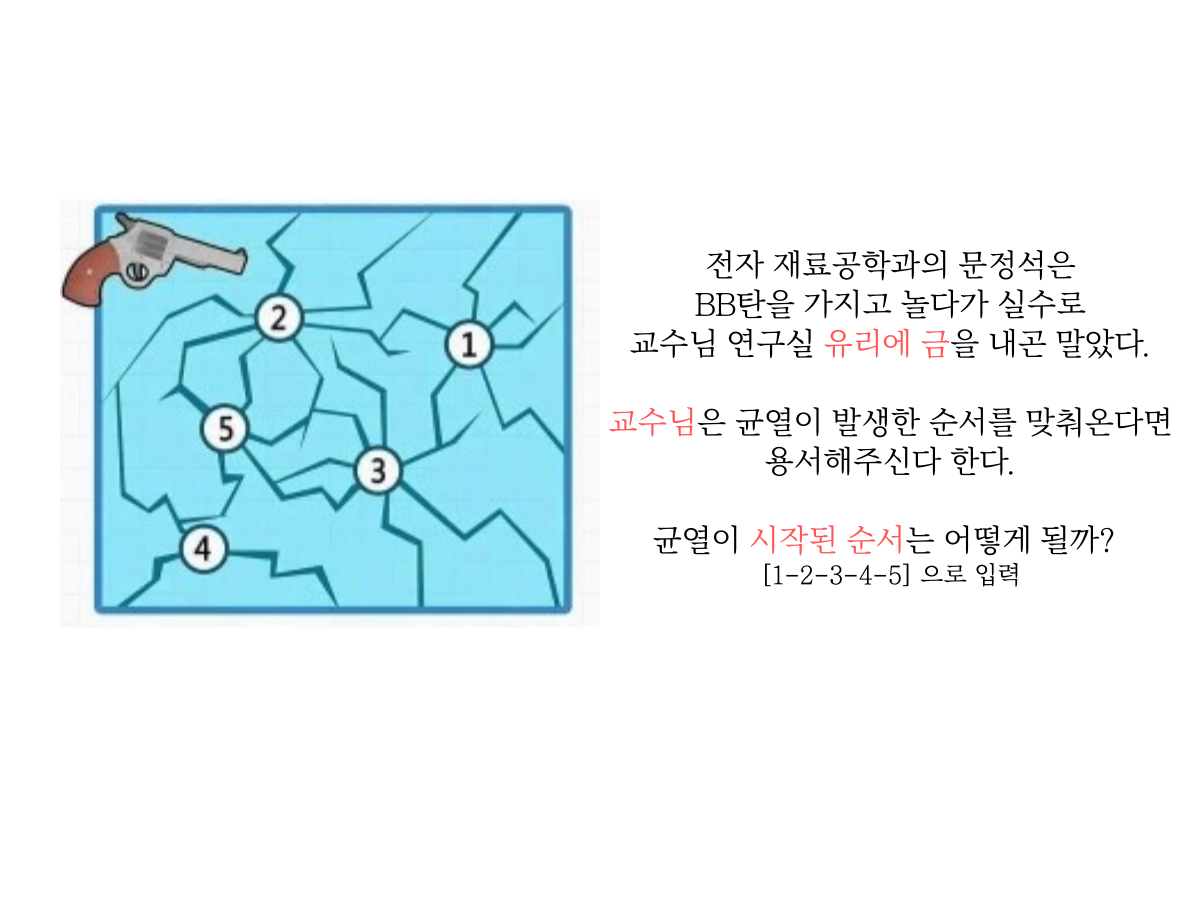 2
1
5
3
4
전자 재료공학과의 문정석은
BB탄을 가지고 놀다가 실수로
교수님 연구실 유리에 금을 내곤 말았다.
교수님은 균열이 발생한 순서를 맞춰온다면
용서해주신다 한다.
균열이 시작된 순서는 어떻게 될까?
[1-2-3-4-5] 으로 입력